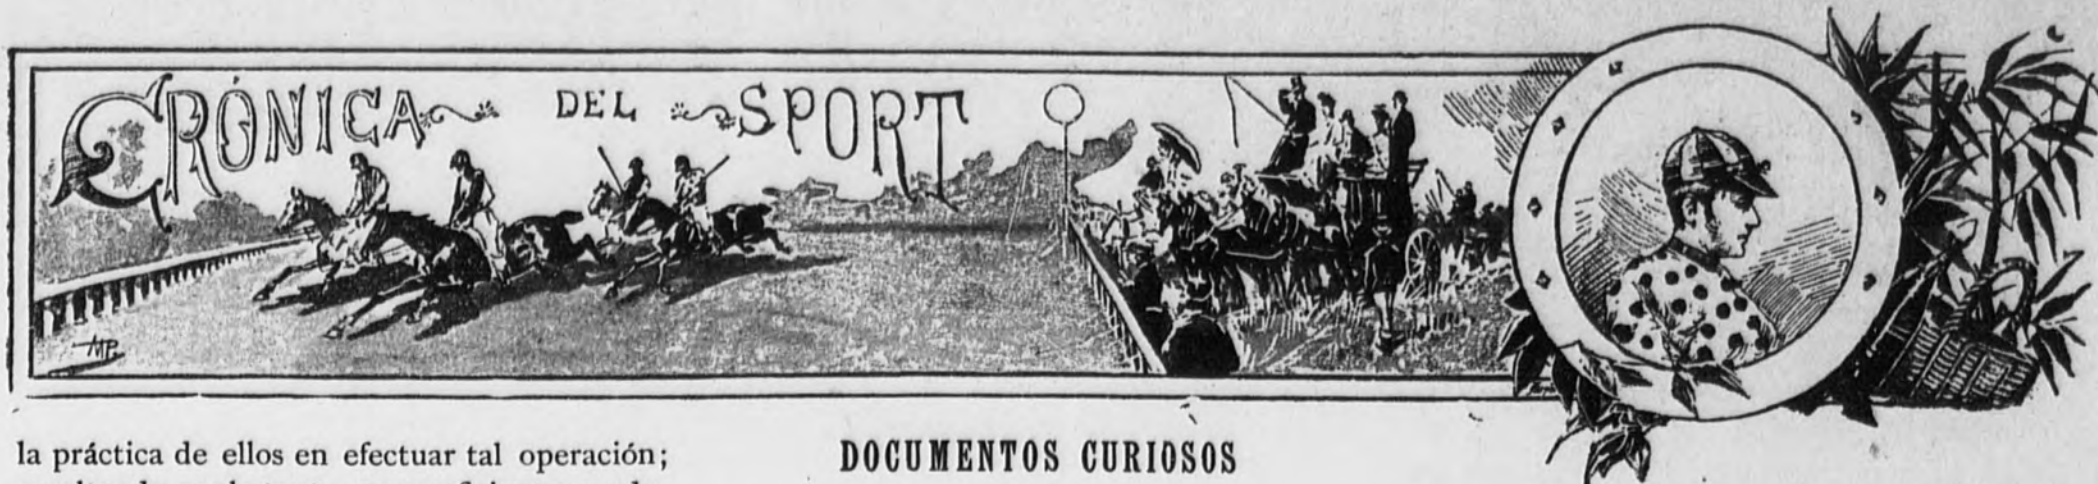 CRÓNICA DEL SPORT
MP.
la práctica de ellos en efectuar tal operación;
DOCUMENTOS CURIOSOS